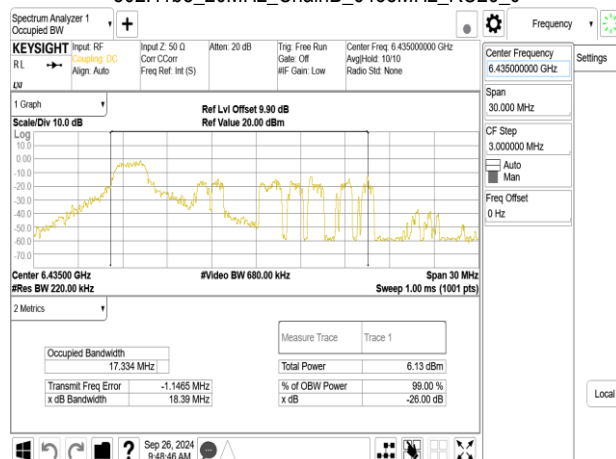 Spectrum Analyzer 1
Occupied BW
Frequency
KEYSIGHT
RL
Input: RF
Coupling: DC
Align: Auto
Input Z: 50 Ω
Corr CCorr
Freq Ref: Int (S)
Atten: 20 dB
Trig: Free Run
Gate: Off
#IF Gain: Low
Center Freq: 6.435000000 GHz
Avg|Hold: 10/10
Radio Std: None
Center Frequency
6.435000000 GHz
Settings
Span
30.000 MHz
CF Step
3.000000 MHz
Auto
Man
Freq Offset
0 Hz
1 Graph
Scale/Div 10.0 dB
Ref Lvl Offset 9.90 dB
Ref Value 20.00 dBm
Log
10.0
0.00
-10.0
-20.0
-30.0
-40.0
-50.0
-60.0
-70.0
Center 6.43500 GHz
#Res BW 220.00 kHz
#Video BW 680.00 kHz
Span 30 MHz
Sweep 1.00 ms (1001 pts)
2 Metrics
Measure Trace Trace 1
Occupied Bandwidth
17.334 MHz
Total Power 6.13 dBm
Transmit Freq Error -1.1465 MHz
% of OBW Power 99.00 %
x dB Bandwidth 18.39 MHz
x dB -26.00 dB
Local
Sep 26, 2024
9:48:46 AM